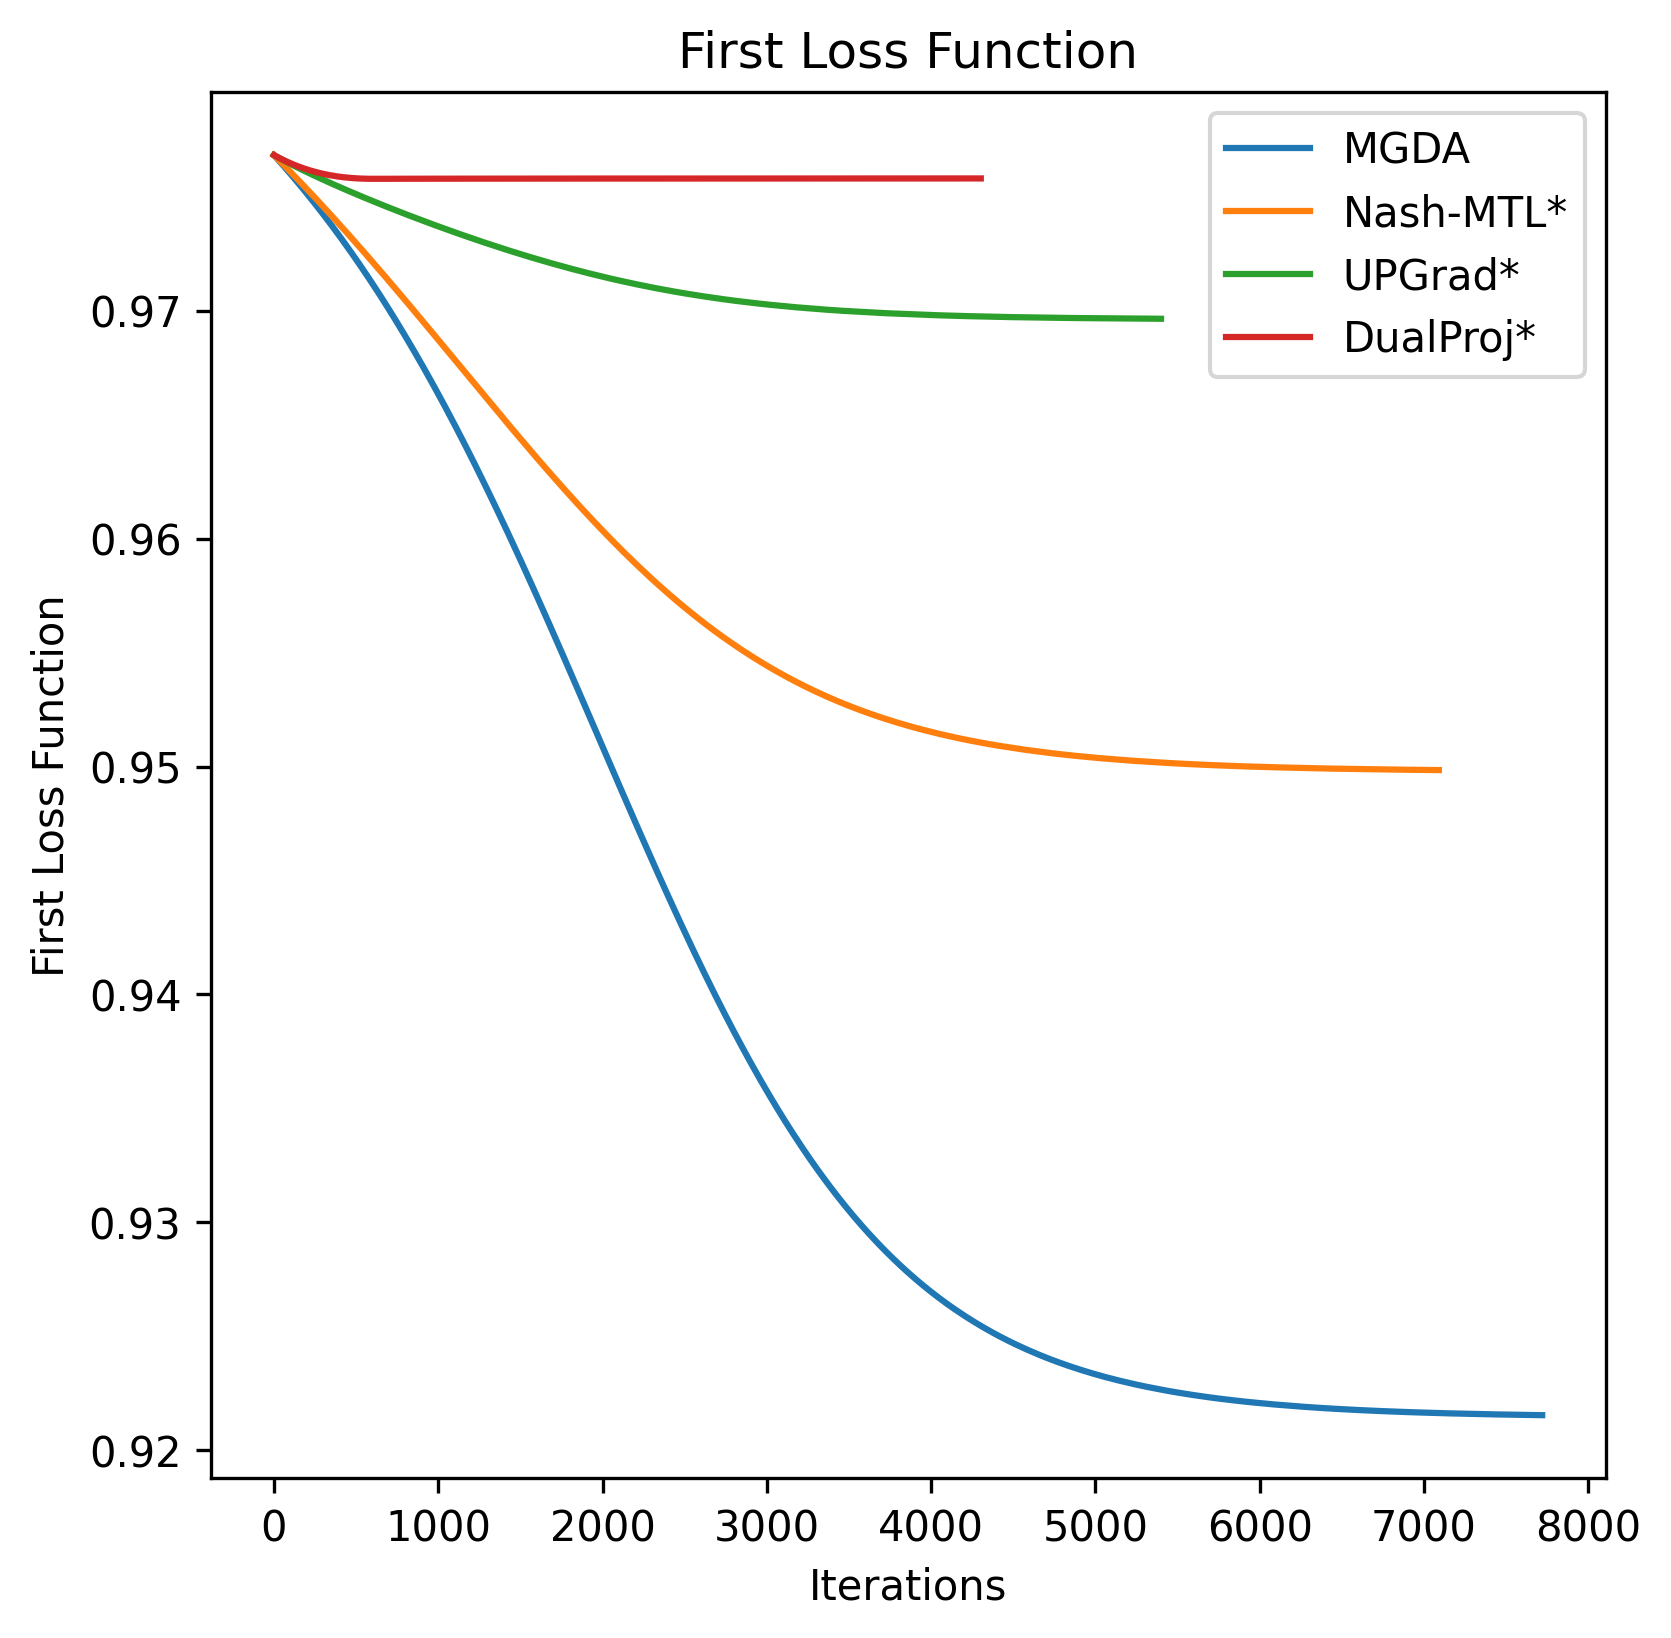 First Loss Function
MGDA
Nash-MTL*
UPGrad*
DualProj*
First Loss Function
0.97
0.96
0.95
0.94
0.93
0.92
0 1000 2000 3000 4000 5000 6000 7000 8000
Iterations